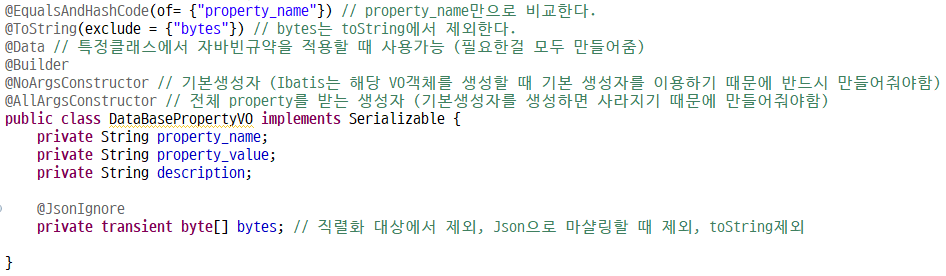 @EqualsAndHashCode(of= {"property_name"}) // property_name만으로 비교한다.
@ToString(exclude = {"bytes"}) // bytes는 toString에서 제외한다.
@Data // 특정클래스에서 자바빈규약을 적용할 때 사용가능 (필요한걸 모두 만들어줌)
@Builder
@NoArgsConstructor // 기본생성자 (Ibatis는 해당 VO객체를 생성할 때 기본 생성자를 이용하기 때문에 반드시 만들어줘야함)
@AllArgsConstructor // 전체 property를 받는 생성자 (기본생성자를 생성하면 사라지기 때문에 만들어줘야함)
public class DataBasePropertyVO implements Serializable {
    private String property_name;
    private String property_value;
    private String description;

    @JsonIgnore
    private transient byte[] bytes; // 직렬화 대상에서 제외, Json으로 마샬링할 때 제외, toString제외

}